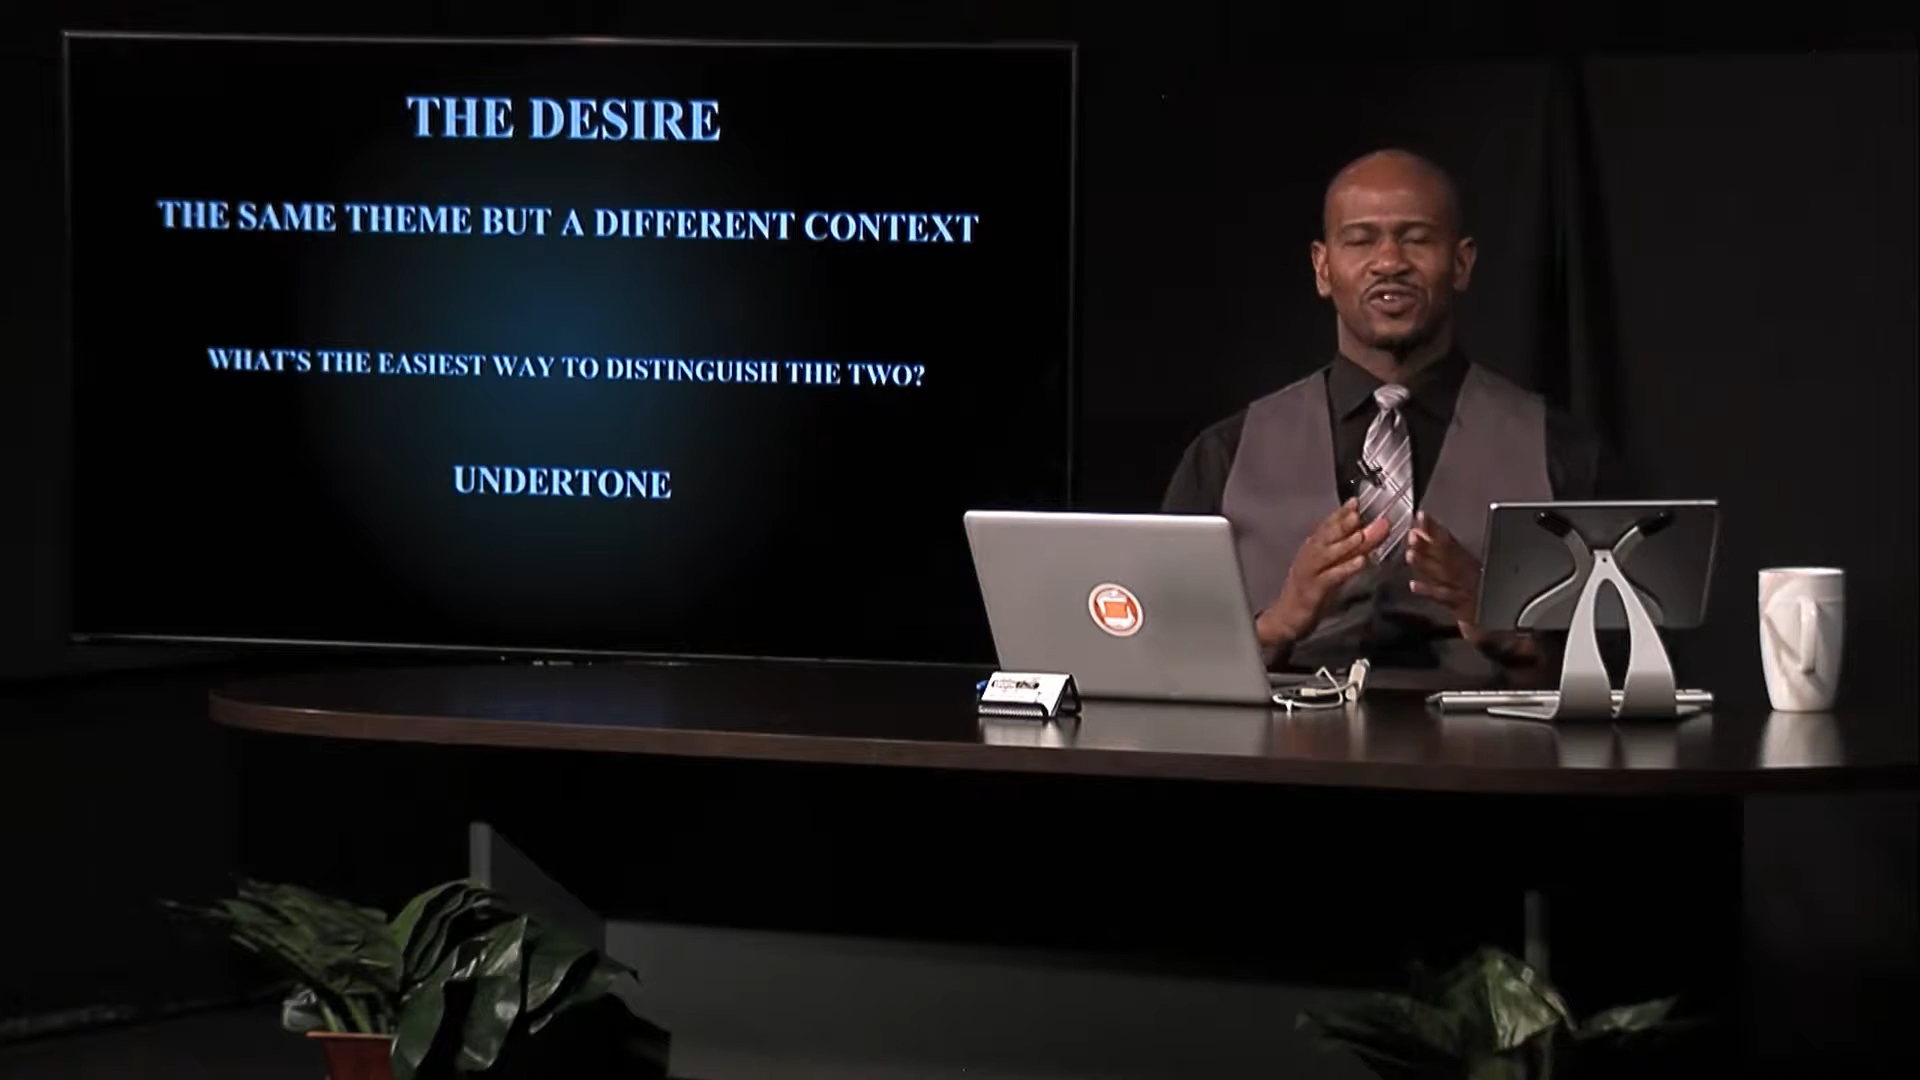 THE DESIRE
THE SAME THEME BUT A DIFFERENT CONTEXT
WHAT'S THE EASIEST WAY TO DISTINGUISH THE TWO?
UNDERTONE